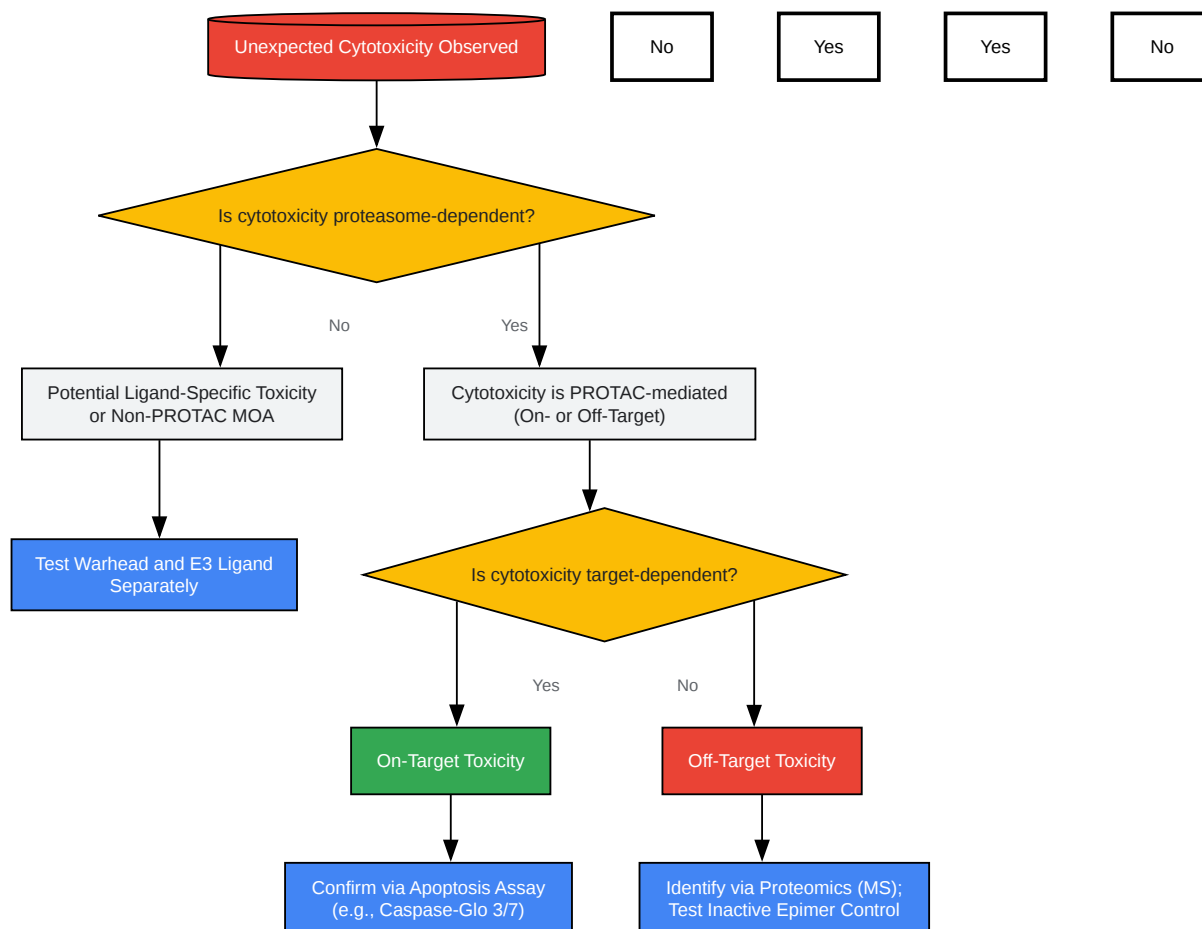 Unexpected Cytotoxicity Observed
No
Yes
Yes
No
Is cytotoxicity proteasome-dependent?
No
Yes
Potential Ligand-Specific Toxicity
or Non-PROTAC MOA
Cytotoxicity is PROTAC-mediated
(On- or Off-Target)
Test Warhead and E3 Ligand
Separately
Is cytotoxicity target-dependent?
Yes
No
On-Target Toxicity
Off-Target Toxicity
Confirm via Apoptosis Assay
(e.g., Caspase-Glo 3/7)
Identify via Proteomics (MS);
Test Inactive Epimer Control